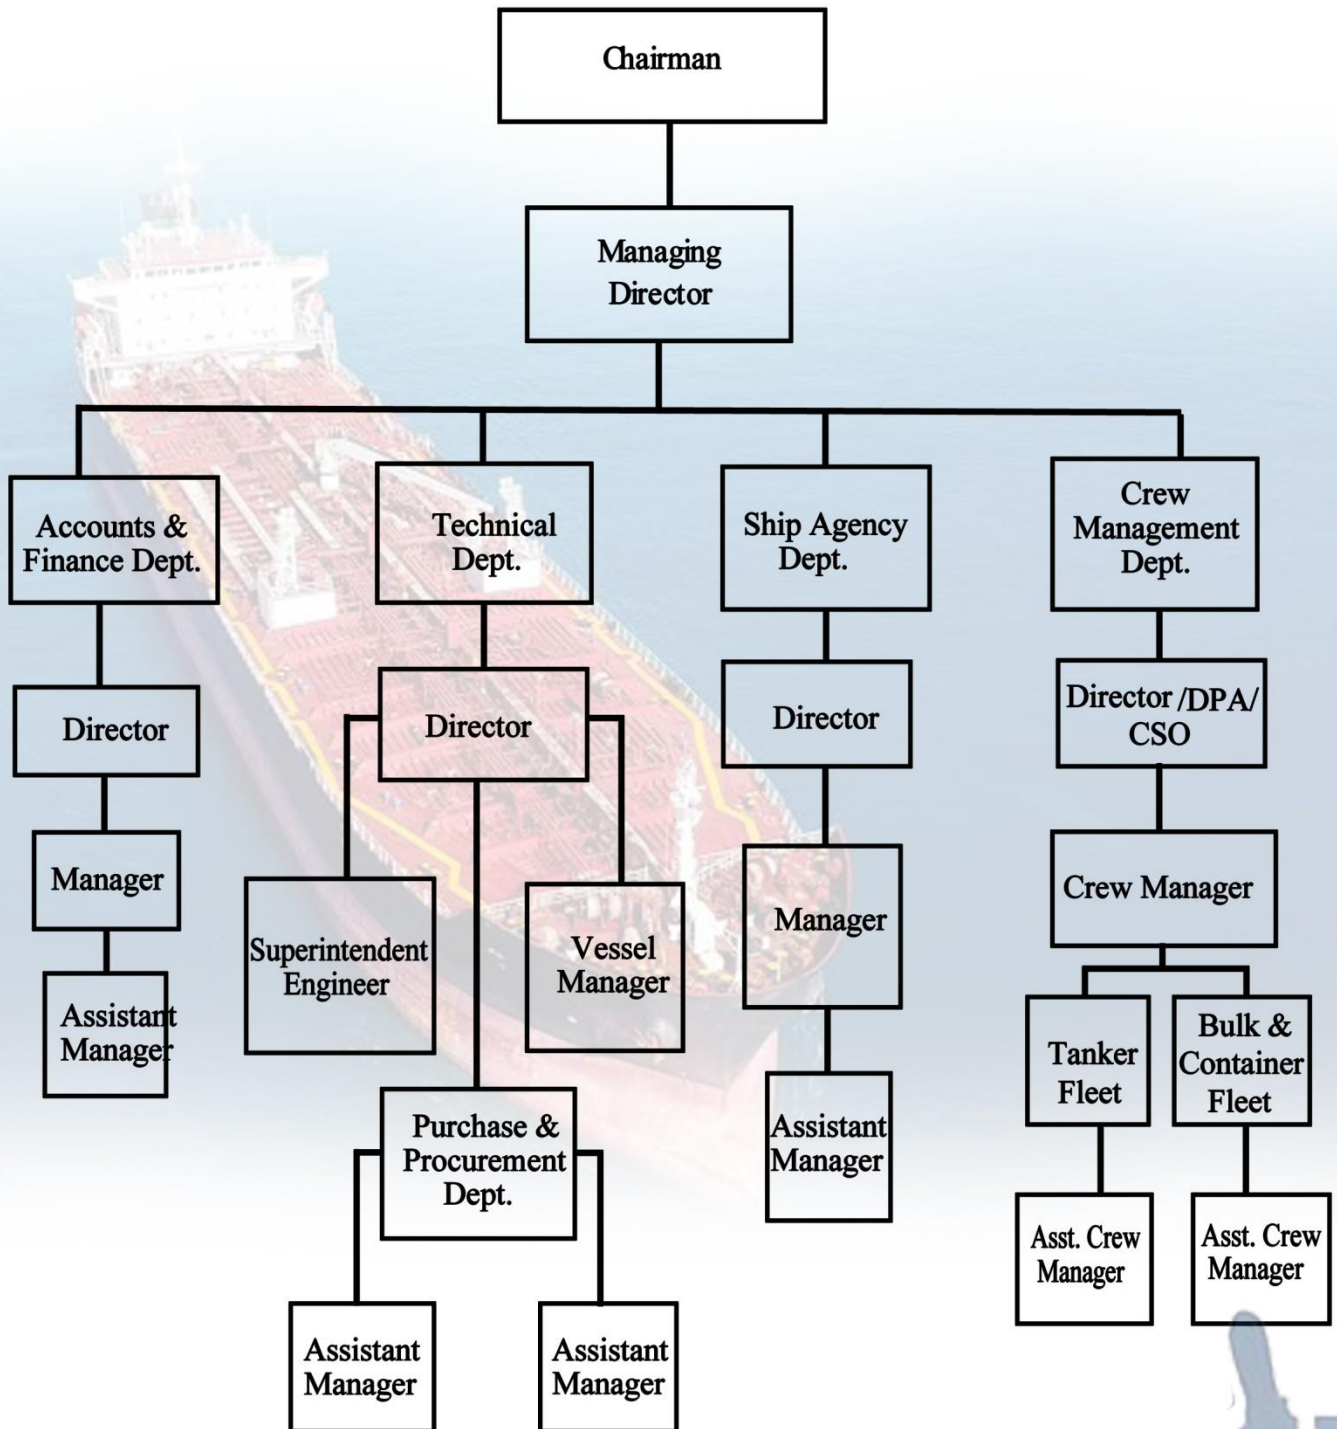 Chairman
Managing
Director
Accounts &
Finance Dept.
Technical
Dept.
Ship Agency
Dept.
Crew
Management
Dept.
Director
Director
Director
Director /DPA/
CSO
Manager
Superintendent
Engineer
Vessel
Manager
Manager
Crew Manager
Assistant
Manager
Purchase &
Procurement
Dept.
Assistant
Manager
Tanker
Fleet
Bulk &
Container
Fleet
Assistant
Manager
Assistant
Manager
Asst. Crew
Manager
Asst. Crew
Manager